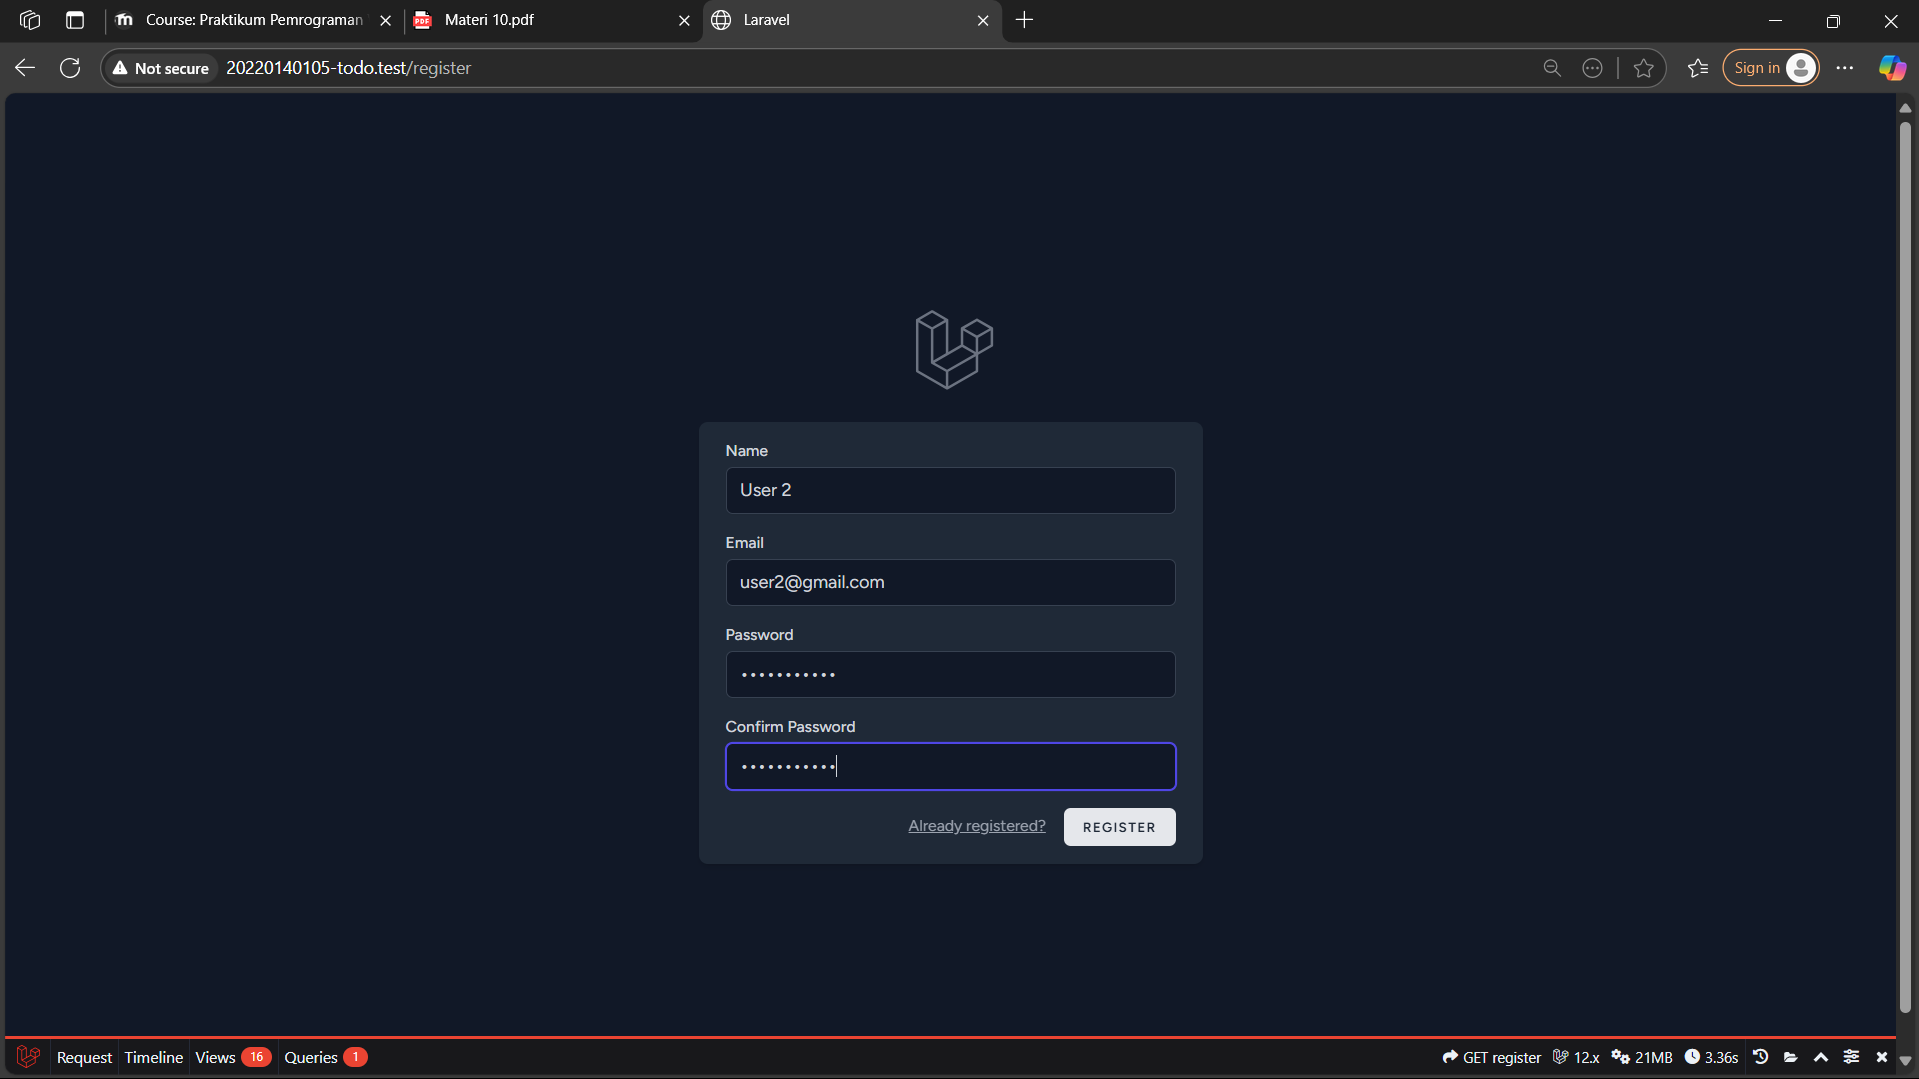 Course: Praktikum Pemrograman
Materi 10.pdf
Laravel
Not secure
20220140105-todo.test/register
Sign in
Name
User 2
Email
user2@gmail.com
Password
•••••••••••
Confirm Password
•••••••••••
Already registered?
REGISTER
Request
Timeline
Views 16
Queries 1
GET register
12.x
21MB
3.36s